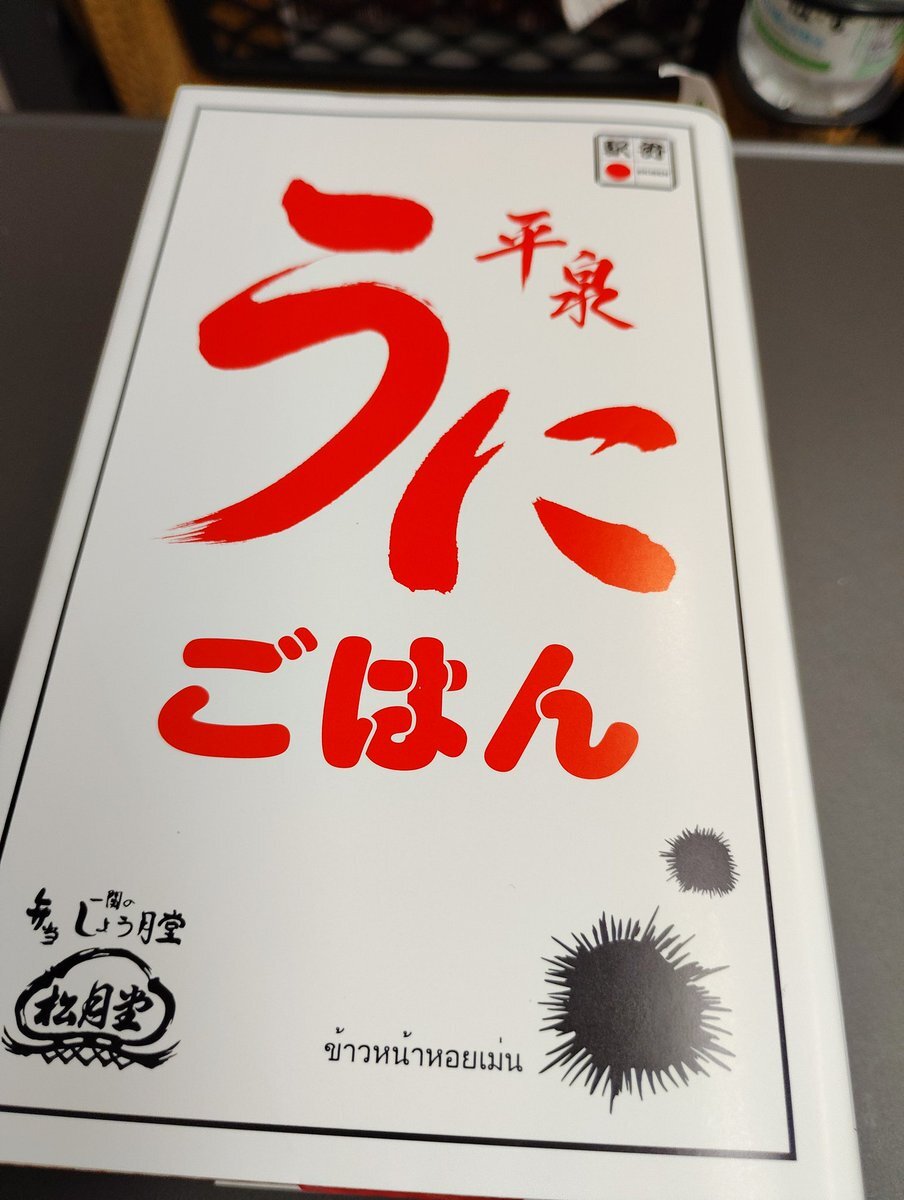 駅弁
平泉
うに
ごはん
弁当 一関の しょう月堂
松月堂
ข้าวหน้าหอยเม่น